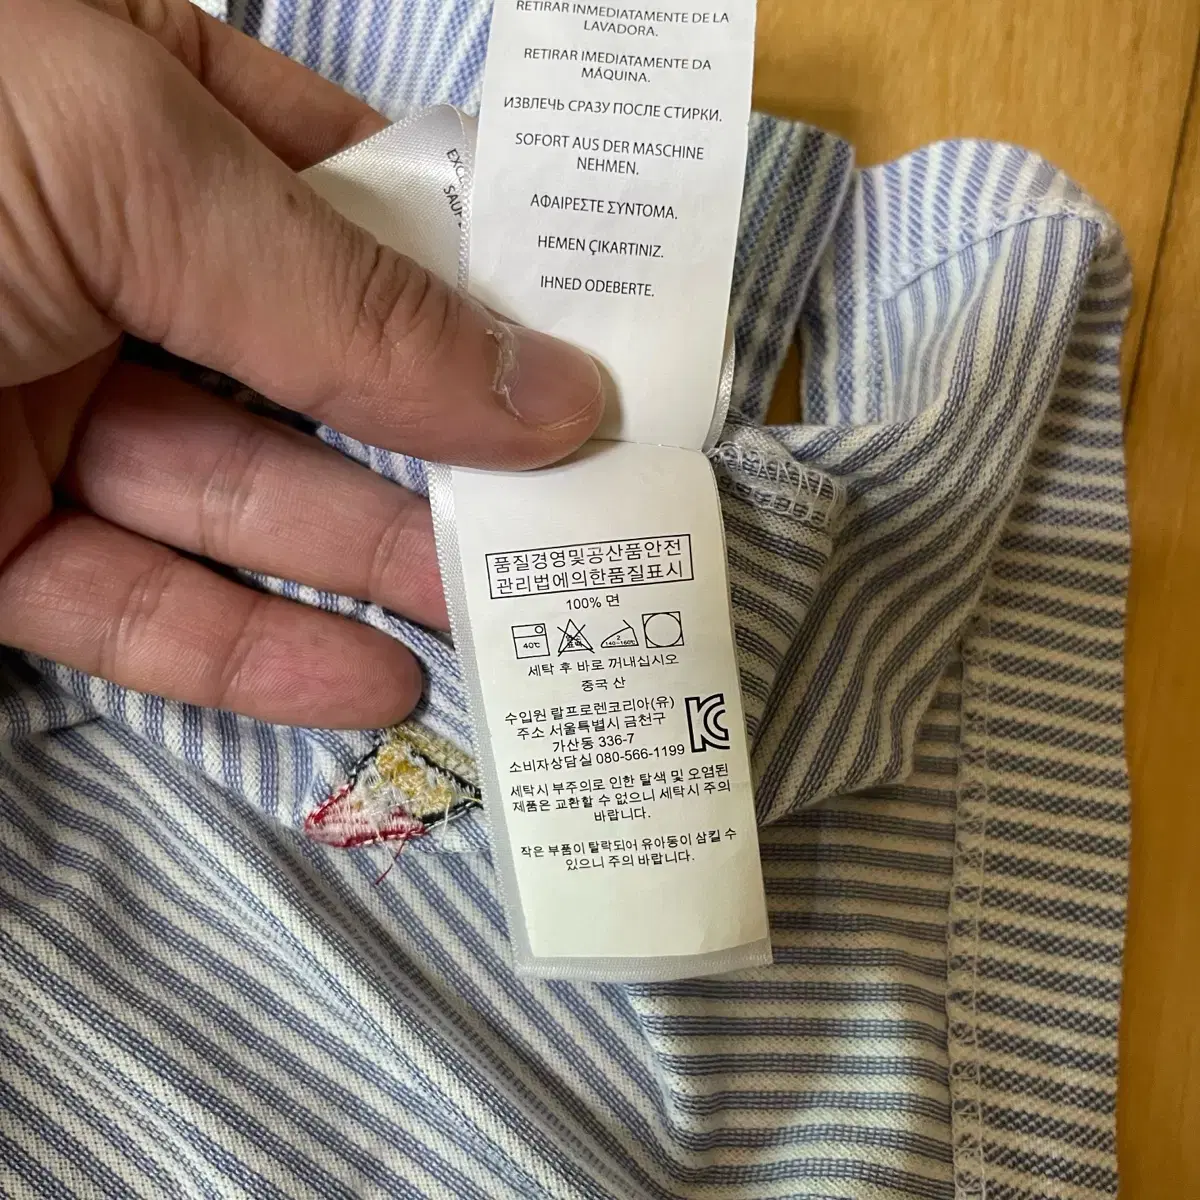 RETIRAR INMEDIATAMENTE DE LA
LAVADORA.
RETIRAR IMEDIATAMENTE DA
MÁQUINA.
ИЗВЛЕЧЬ СРАЗУ ПОСЛЕ СТИРКИ.
SOFORT AUS DER MASCHINE
NEHMEN.
ΑΦΑΙΡΕΣΤΕ ΣΥΝΤΟΜΑ.
HEMEN ÇIKARTINIZ.
IHNED ODEBERTE.
품질경영및공산품안전
관리법에의한품질표시
100% 면
40℃
2
140~160℃
세탁 후 바로 꺼내십시오
중국 산
수입원 랄프로렌코리아(유)
주소 서울특별시 금천구
가산동 336-7
소비자상담실 080-566-1199
세탁시 부주의로 인한 탈색 및 오염된
제품은 교환할 수 없으니 세탁시 주의
바랍니다.
작은 부품이 탈락되어 유아동이 삼킬 수
있으니 주의 바랍니다.